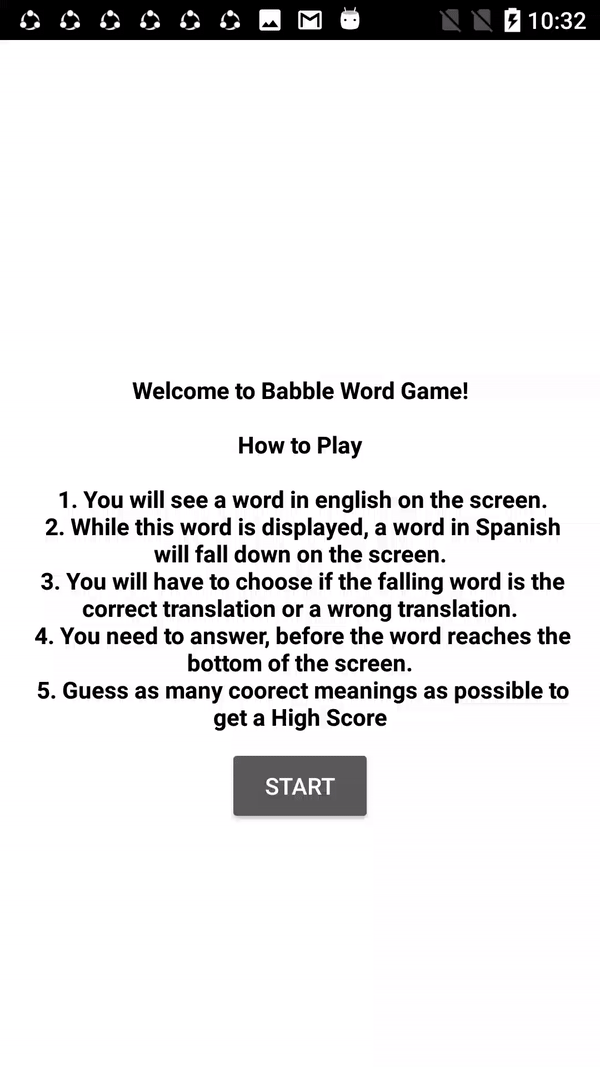 10:32
Welcome to Babble Word Game!
How to Play
1. You will see a word in english on the screen.
2. While this word is displayed, a word in Spanish
will fall down on the screen.
3. You will have to choose if the falling word is the
correct translation or a wrong translation.
4. You need to answer, before the word reaches the
bottom of the screen.
5. Guess as many coorect meanings as possible to
get a High Score
START